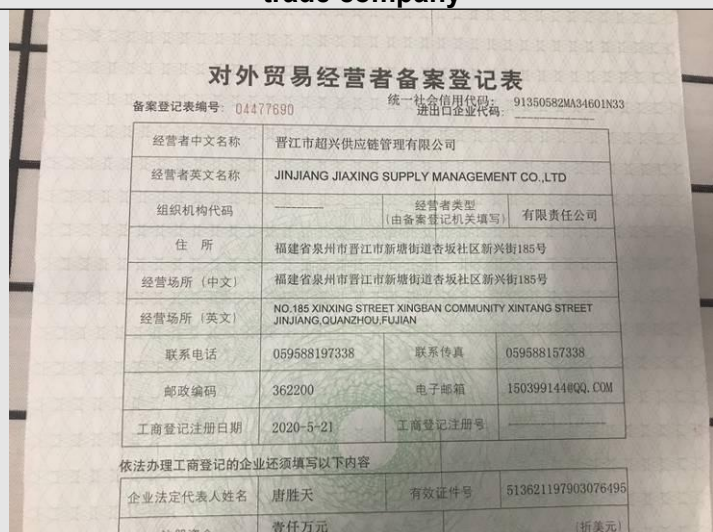 trade company
对外贸易经营者备案登记表
备案登记表编号: 04477690
统一社会信用代码: 91350582MA34601N33
进出口企业代码:
经营者中文名称 晋江市超兴供应链管理有限公司
经营者英文名称 JINJIANG JIAXING SUPPLY MANAGEMENT CO.,LTD
组织机构代码 经营者类型 有限责任公司
(由备案登记机关填写)
住 所 福建省泉州市晋江市新塘街道杏坂社区新兴街185号
经营场所 (中文) 福建省泉州市晋江市新塘街道杏坂社区新兴街185号
经营场所 (英文) NO.185 XINXING STREET XINGBAN COMMUNITY XINTANG STREET
JINJIANG,QUANZHOU,FUJIAN
联系电话 059588197338 联系传真 059588157338
邮政编码 362200 电子邮箱 150399144@QQ.COM
工商登记注册日期 2020-5-21 工商登记注册号
依法办理工商登记的企业还须填写以下内容
企业法定代表人姓名 唐胜天 有效证件号 513621197903076495
壹仟万元 (折美元)